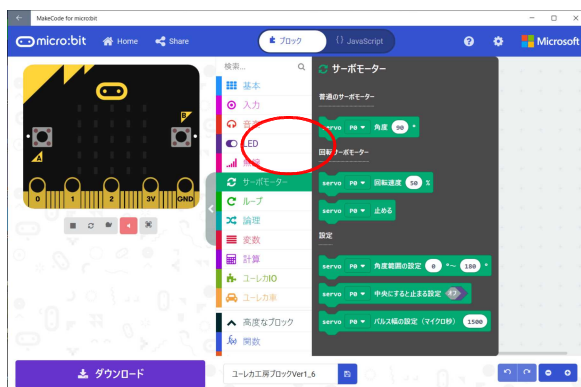 MakeCode for micro:bit
micro:bit
Home
Share
ブロック
{} JavaScript
Microsoft
検索...
基本
入力
LED
サーボモーター
ループ
論理
変数
計算
ユーレカIO
ユーレカ車
高度なブロック
関数
サーボモーター
普通のサーボモーター
servo P0 角度 90 °
回転サーボモーター
servo P0 回転速度 50 %
servo P0 止める
設定
servo P0 角度範囲の設定 0 °~ 180 °
servo P0 中央にすると止まる設定
servo P0 パルス幅の設定（マイクロ秒） 1500
A
B
0 1 2 3V GND
ダウンロード
ユーレカ工房ブロックVer1_6